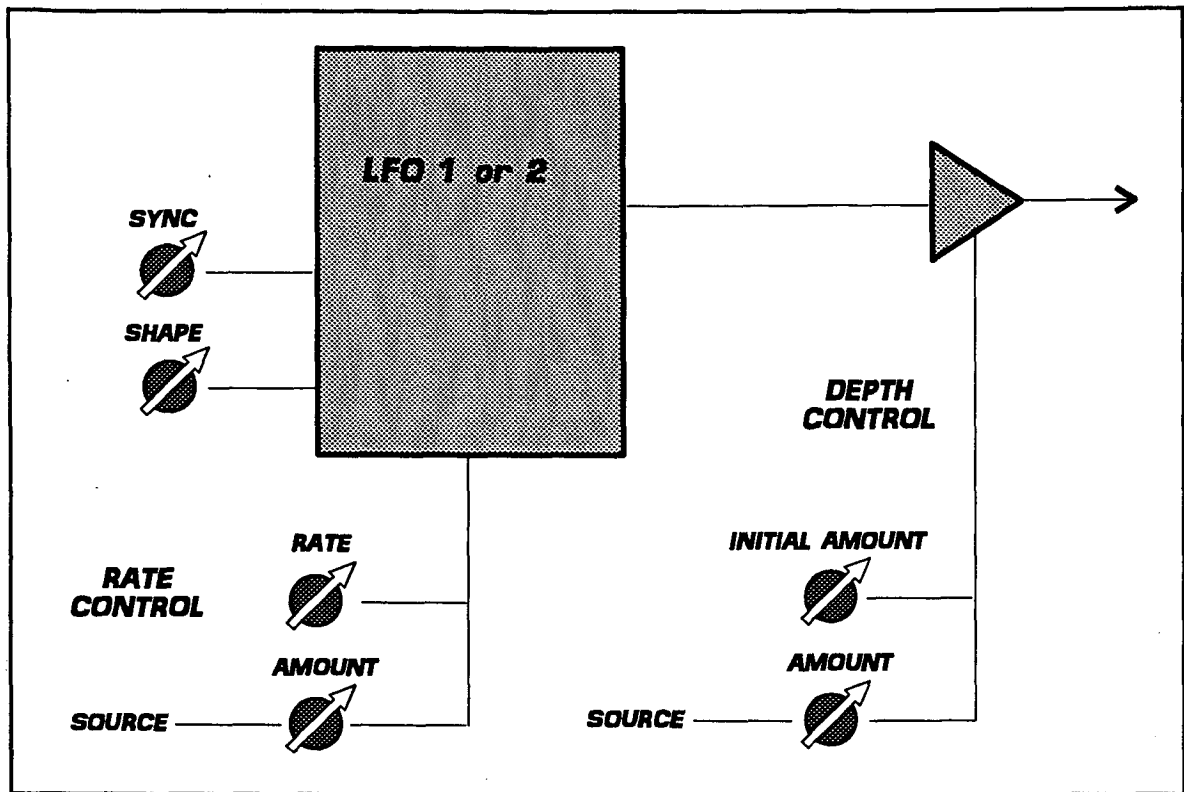 LFO 1 or 2
SYNC
SHAPE
DEPTH
CONTROL
RATE
INITIAL AMOUNT
RATE
CONTROL
AMOUNT
AMOUNT
SOURCE
SOURCE